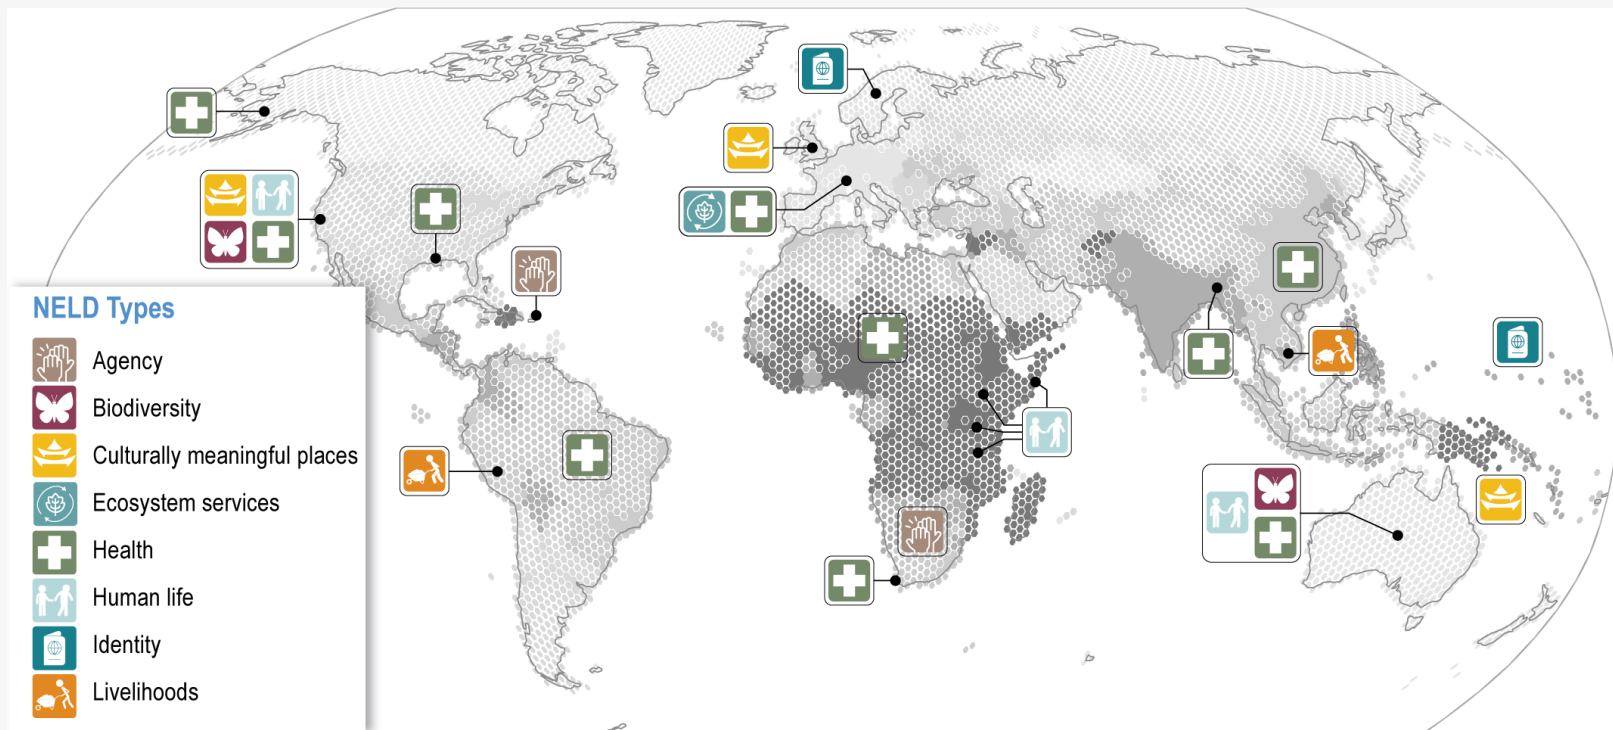 NELD Types
Agency
Biodiversity
Culturally meaningful places
Ecosystem services
Health
Human life
Identity
Livelihoods